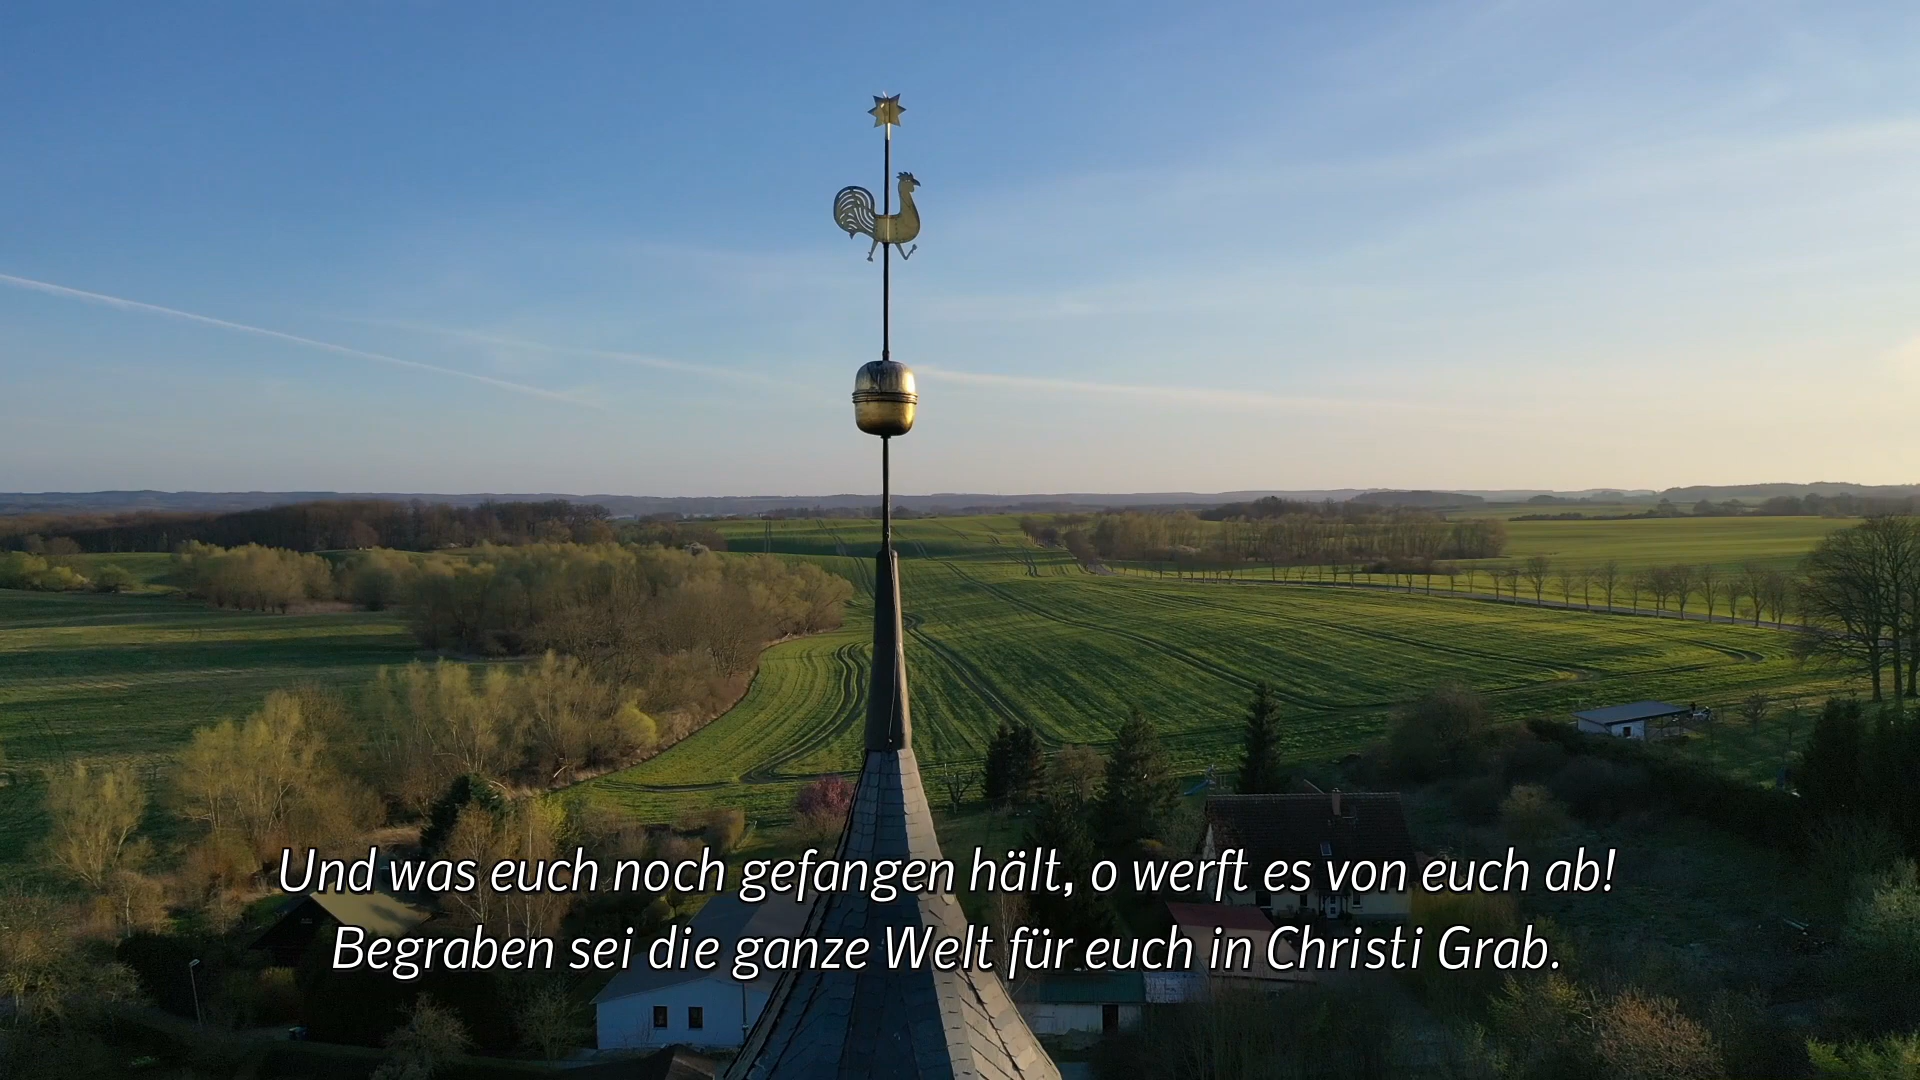 Und was euch noch gefangen hält, o werft es von euch ab!
Begraben sei die ganze Welt für euch in Christi Grab.